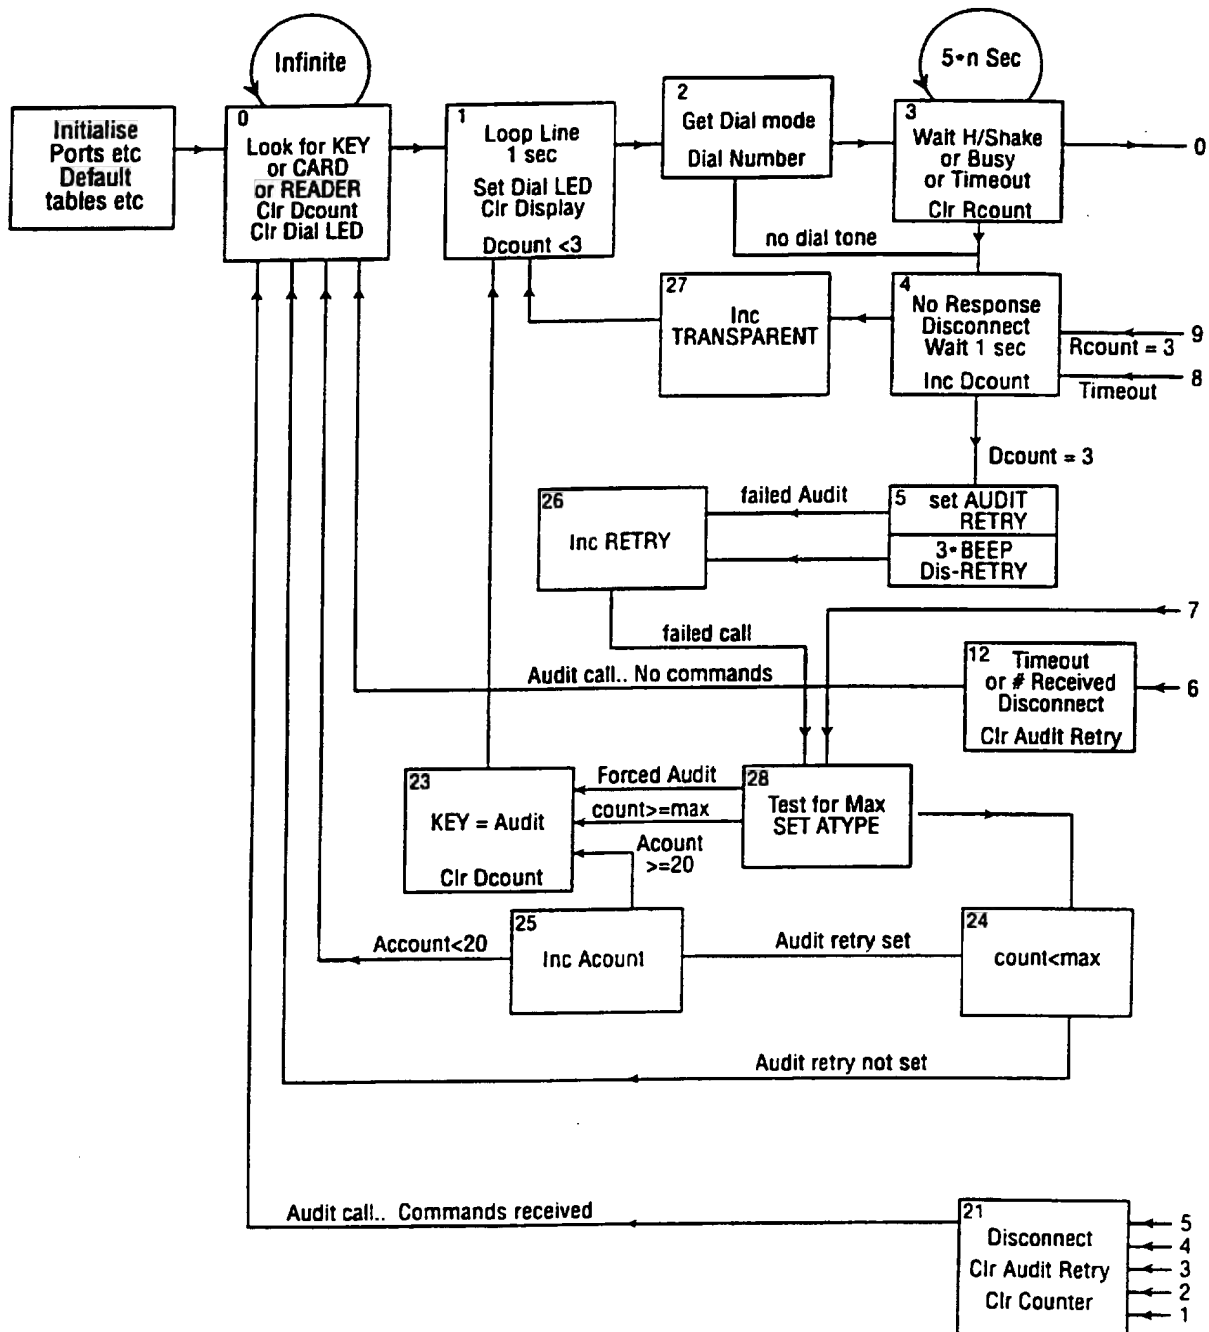 Infinite
5*n Sec
Initialise
Ports etc
Default
tables etc
0
Look for KEY
or CARD
or READER
Clr Dcount
Clr Dial LED
1
Loop Line
1 sec
Set Dial LED
Clr Display
Dcount <3
2
Get Dial mode
Dial Number
3
Wait H/Shake
or Busy
or Timeout
Clr Rcount
0
no dial tone
27
Inc
TRANSPARENT
4
No Response
Disconnect
Wait 1 sec
Inc Dcount
9
Rcount = 3
8
Timeout
Dcount = 3
26
Inc RETRY
failed Audit
5
set AUDIT
RETRY
3*BEEP
Dis-RETRY
7
failed call
12
Timeout
or # Received
Disconnect
Clr Audit Retry
6
Audit call.. No commands
23
KEY = Audit
Clr Dcount
Forced Audit
count>=max
Acount
>=20
28
Test for Max
SET ATYPE
25
Inc Acount
Account<20
Audit retry set
24
count<max
Audit retry not set
Audit call.. Commands received
21
Disconnect
Clr Audit Retry
Clr Counter
5
4
3
2
1